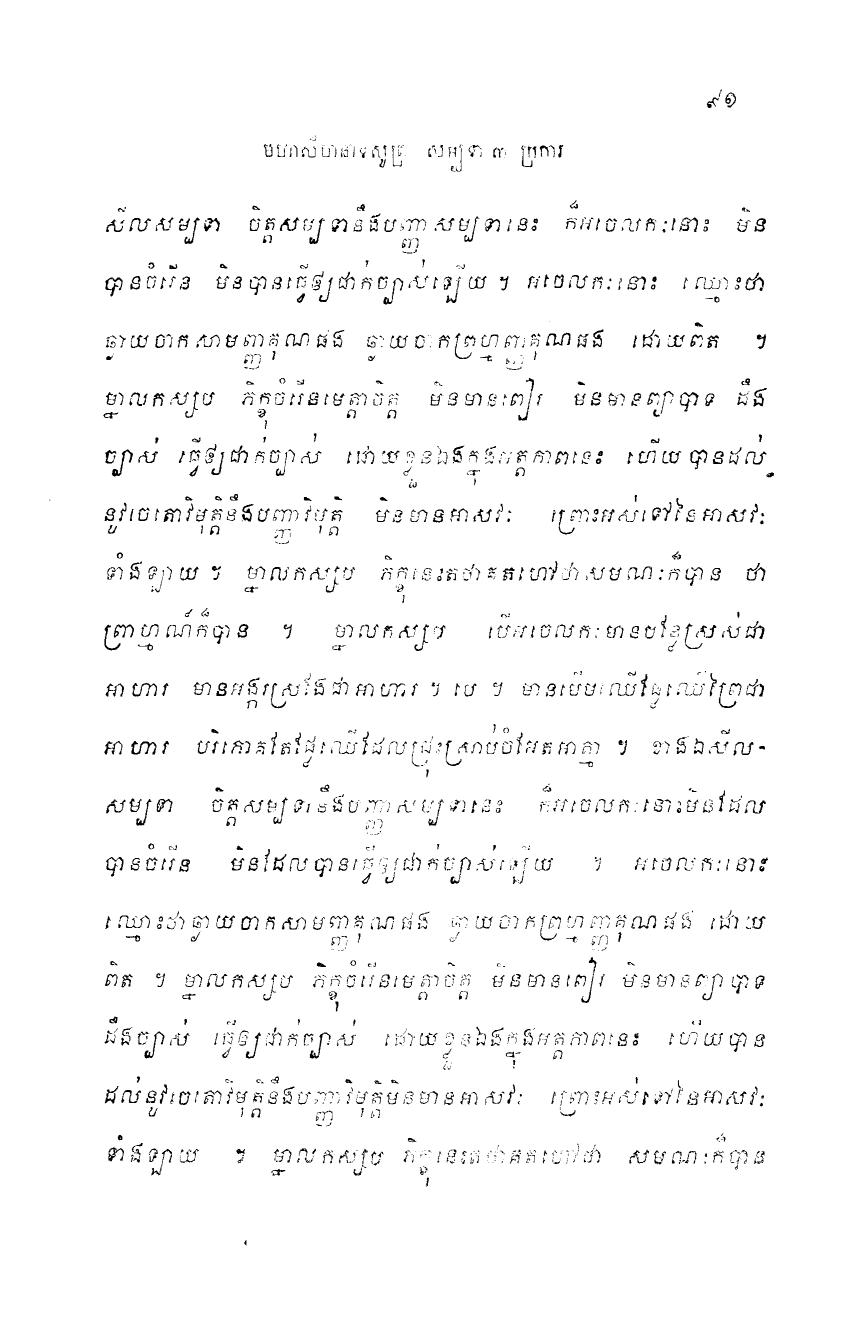 ៩១
មហាសីហនាទសូត្រ សម្បទា ៣ ប្រការ
សីលសម្បទា ចិត្តសម្បទានឹងបញ្ញាសម្បទានេះ ក៏អចេលកៈនោះ មិន
បានចំរើន មិនបានធ្វើឲ្យជាក់ច្បាស់ឡើយ ។ អចេលកៈនោះ ឈ្មោះថា
ឆ្ងាយចាកសាមញ្ញគុណផង ឆ្ងាយចាកព្រហ្មញ្ញគុណផង ដោយពិត ។
ម្នាលកស្សប ភិក្ខុចំរើនមេត្តាចិត្ត មិនមានពៀរ មិនមានព្យាបាទ ដឹង
ច្បាស់ ធ្វើឲ្យជាក់ច្បាស់ ដោយខ្លួនឯងក្នុងអត្តភាពនេះ ហើយបានដល់
នូវចេតោវិមុត្តិនឹងបញ្ញាវិមុត្តិ មិនមានអាសវៈ ព្រោះអស់ទៅនៃអាសវៈ
ទាំងឡាយ ។ ម្នាលកស្សប ភិក្ខុនេះតថាគតហៅថាសមណៈក៏បាន ថា
ព្រាហ្មណ៍ក៏បាន ។ ម្នាលកស្សប បើអចេលកៈមានបន្លែស្រស់ជា
អាហារ មានអង្ករស្រងែជាអាហារ ។ បេ ។ មានមើមឈើផ្លែឈើព្រៃជា
អាហារ បរិភោគតែផ្លែឈើដែលជ្រុះស្រាប់ចំអែតអាត្មា ។ ខាងឯសីល-
សម្បទា ចិត្តសម្បទានឹងបញ្ញាសម្បទានេះ ក៏អចេលកៈនោះមិនដែល
បានចំរើន មិនដែលបានធ្វើឲ្យជាក់ច្បាស់ឡើយ ។ អចេលកៈនោះ
ឈ្មោះថាឆ្ងាយចាកសាមញ្ញគុណផង ឆ្ងាយចាកព្រហ្មញ្ញគុណផង ដោយ
ពិត ។ ម្នាលកស្សប ភិក្ខុចំរើនមេត្តាចិត្ត មិនមានពៀរ មិនមានព្យាបាទ
ដឹងច្បាស់ ធ្វើឲ្យជាក់ច្បាស់ ដោយខ្លួនឯងក្នុងអត្តភាពនេះ ហើយបាន
ដល់នូវចេតោវិមុត្តិនឹងបញ្ញាវិមុត្តិមិនមានអាសវៈ ព្រោះអស់ទៅនៃអាសវៈ
ទាំងឡាយ ។ ម្នាលកស្សប ភិក្ខុនេះតថាគតហៅថា សមណៈក៏បាន